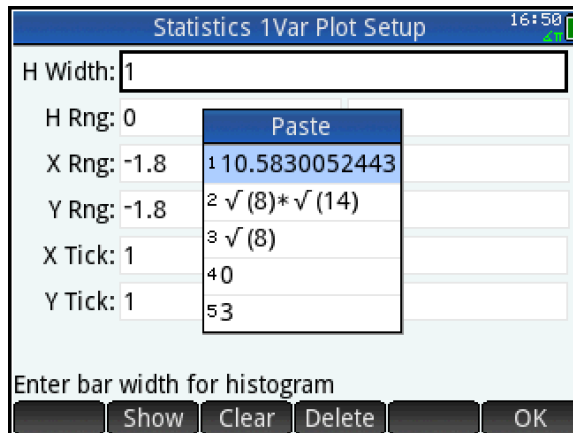 Statistics 1Var Plot Setup 16:50
∡π
H Width: 1
H Rng: 0
Paste
X Rng: -1.8
1 10.5830052443
Y Rng: -1.8
2 √(8)*√(14)
3 √(8)
X Tick: 1
4 0
Y Tick: 1
5 3
Enter bar width for histogram
Show Clear Delete OK